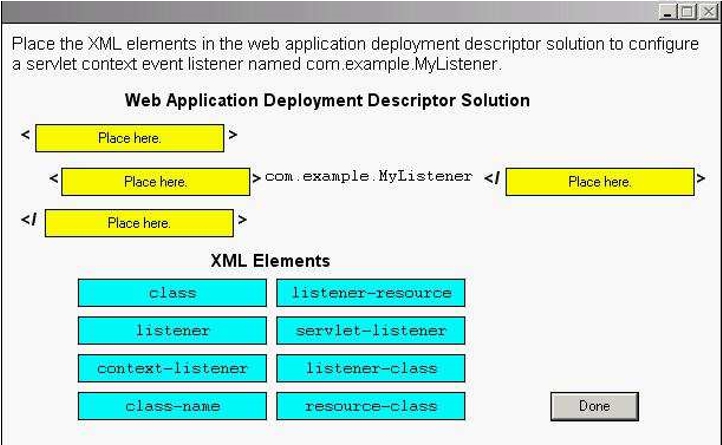 Place the XML elements in the web application deployment descriptor solution to configure
a servlet context event listener named com.example.MyListener.
Web Application Deployment Descriptor Solution
< Place here. >
< Place here. > com.example.MyListener </ Place here. >
</ Place here. >
XML Elements
class listener-resource
listener servlet-listener
context-listener listener-class
class-name resource-class
Done